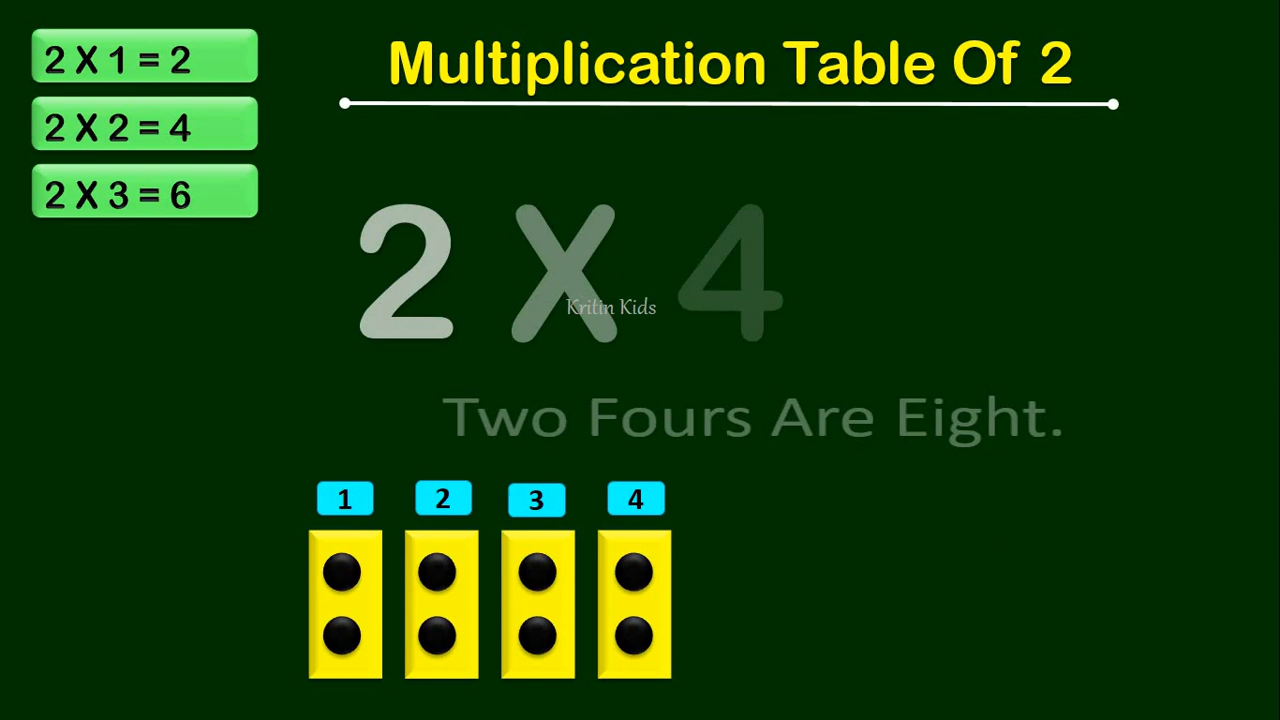 Multiplication Table Of 2
2 X 1 = 2
2 X 2 = 4
2 X 3 = 6
2 X 4
Kritin Kids
Two Fours Are Eight.
1 2 3 4